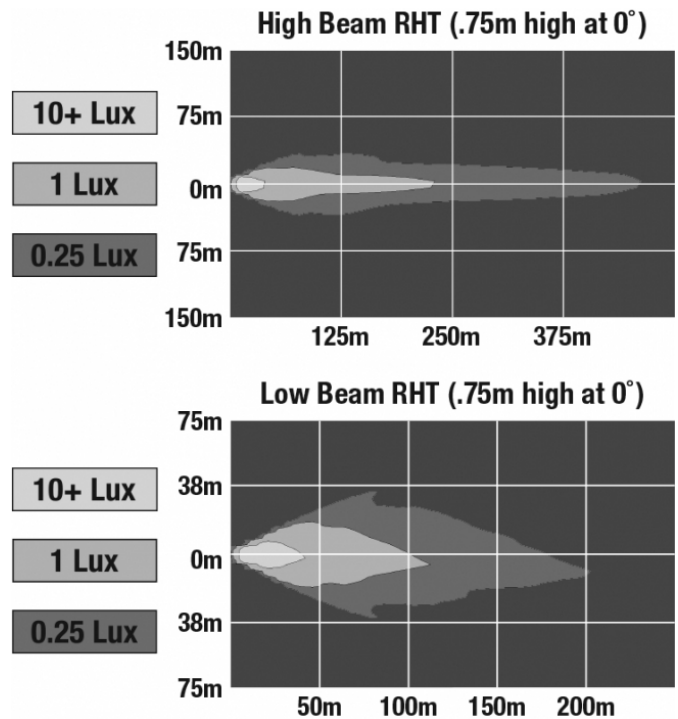 High Beam RHT (.75m high at 0°)
150m
10+ Lux
75m
1 Lux
0m
0.25 Lux
75m
150m
125m 250m 375m
Low Beam RHT (.75m high at 0°)
75m
10+ Lux
38m
1 Lux
0m
0.25 Lux
38m
75m
50m 100m 150m 200m